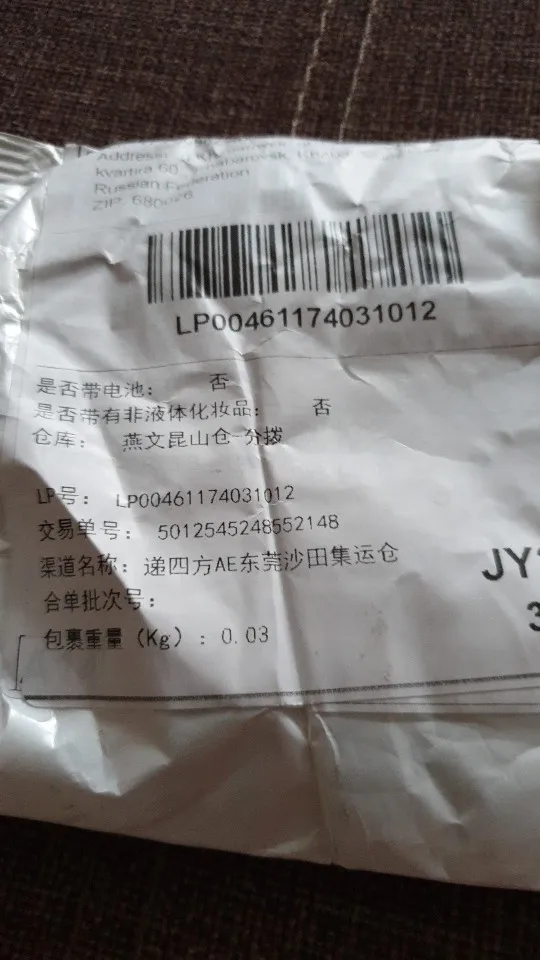 Address:
kvartira 60 Khabarovsk,
Russian Federation
ZIP: 680026
LP00461174031012
是否带电池： 否
是否带有非液体化妆品： 否
仓库： 燕文昆山仓-分拨
LP号： LP00461174031012
交易单号： 5012545248552148
渠道名称： 递四方AE东莞沙田集运仓
JY
合单批次号：
3
包裹重量（Kg）：0.03